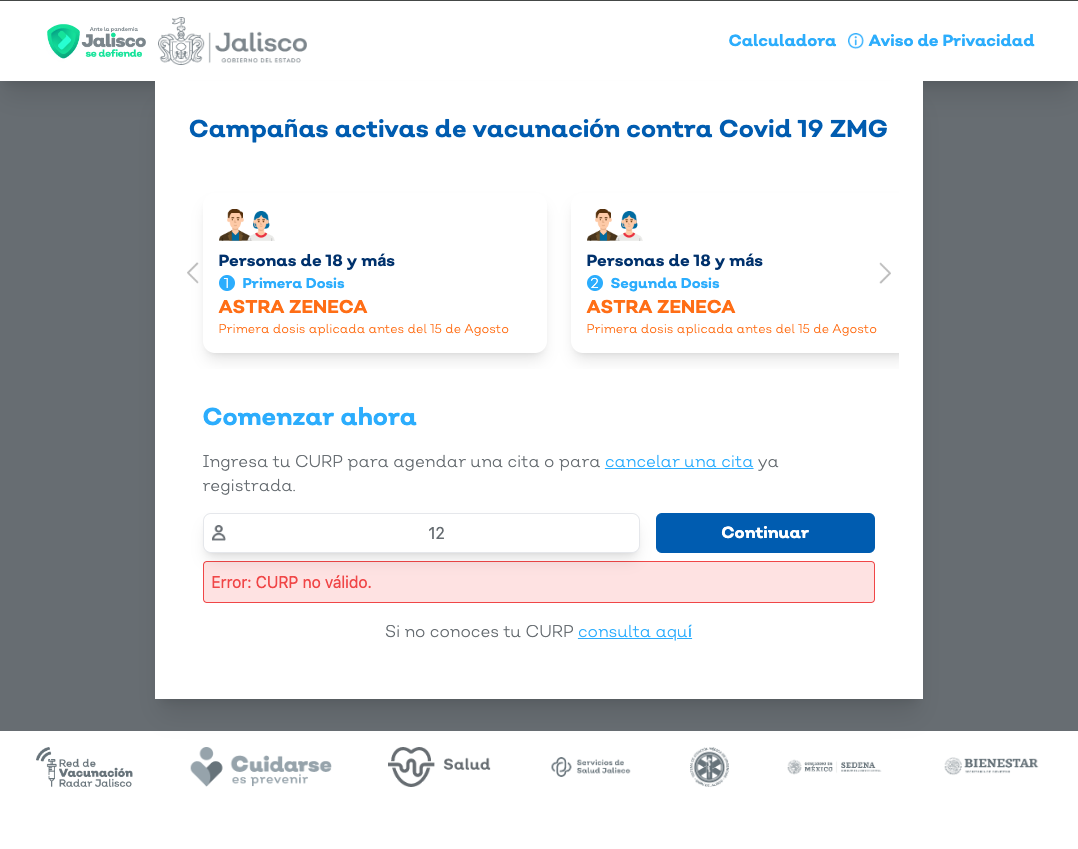 Ante la pandemia
Jalisco
se defiende
Jalisco
GOBIERNO DEL ESTADO
Calculadora
Aviso de Privacidad
Campañas activas de vacunación contra Covid 19 ZMG
Personas de 18 y más
1 Primera Dosis
ASTRA ZENECA
Primera dosis aplicada antes del 15 de Agosto
Personas de 18 y más
2 Segunda Dosis
ASTRA ZENECA
Primera dosis aplicada antes del 15 de Agosto
Comenzar ahora
Ingresa tu CURP para agendar una cita o para cancelar una cita ya
registrada.
12
Continuar
Error: CURP no válido.
Si no conoces tu CURP consulta aquí
Red de
Vacunación
Radar Jalisco
Cuidarse
es prevenir
Salud
Servicios de
Salud Jalisco
MÉXICO
SEDENA
BIENESTAR